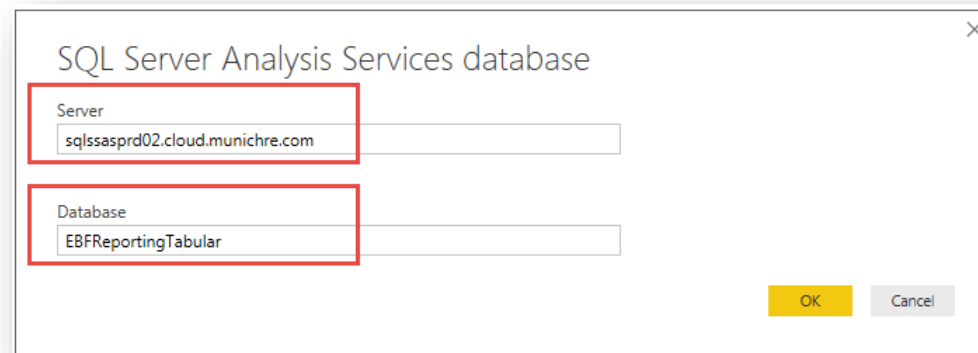 SQL Server Analysis Services database
Server
sqlssasprd02.cloud.munichre.com
Database
EBFReportingTabular
OK
Cancel